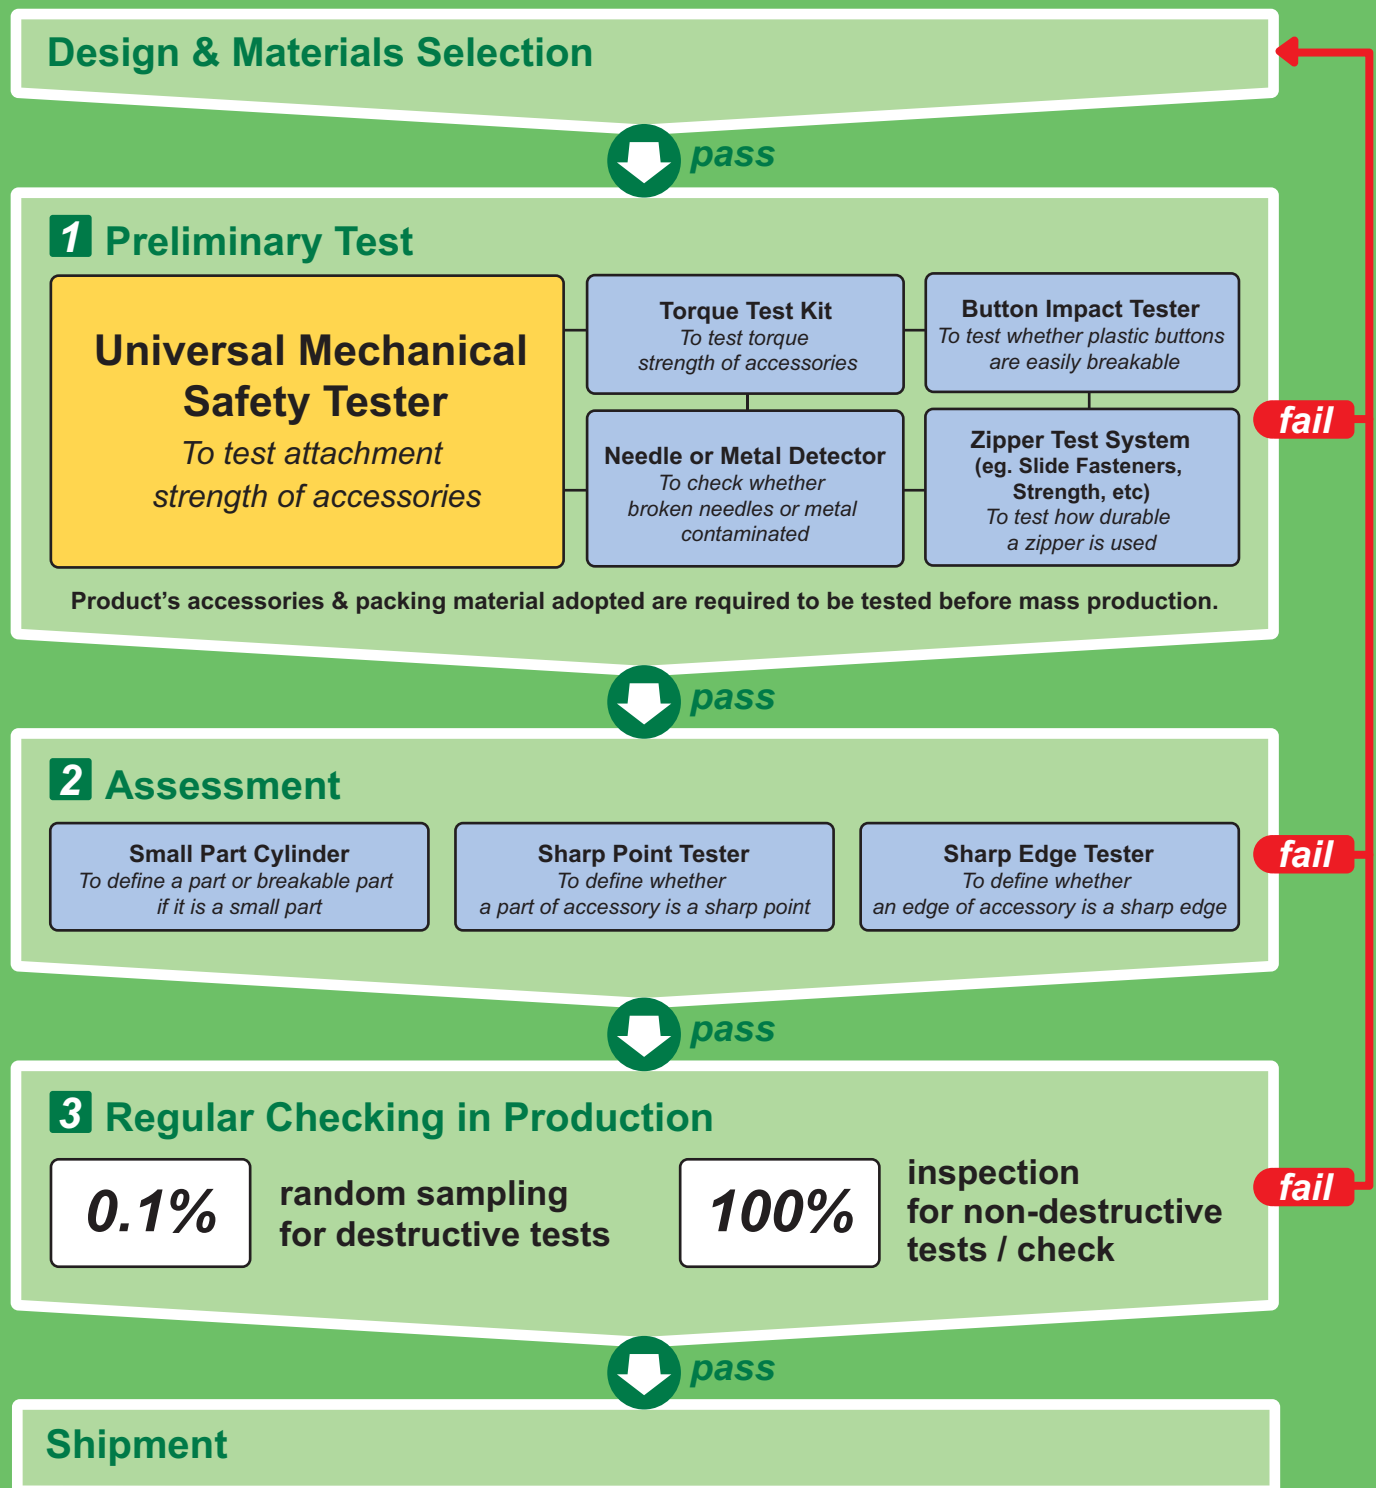 Design & Materials Selection
pass
1 Preliminary Test
Universal Mechanical
Safety Tester
To test attachment
strength of accessories
Torque Test Kit
To test torque
strength of accessories
Button Impact Tester
To test whether plastic buttons
are easily breakable
Needle or Metal Detector
To check whether
broken needles or metal
contaminated
Zipper Test System
(eg. Slide Fasteners,
Strength, etc)
To test how durable
a zipper is used
fail
Product's accessories & packing material adopted are required to be tested before mass production.
pass
2 Assessment
Small Part Cylinder
To define a part or breakable part
if it is a small part
Sharp Point Tester
To define whether
a part of accessory is a sharp point
Sharp Edge Tester
To define whether
an edge of accessory is a sharp edge
fail
pass
3 Regular Checking in Production
0.1%
random sampling
for destructive tests
100%
inspection
for non-destructive
tests / check
fail
pass
Shipment